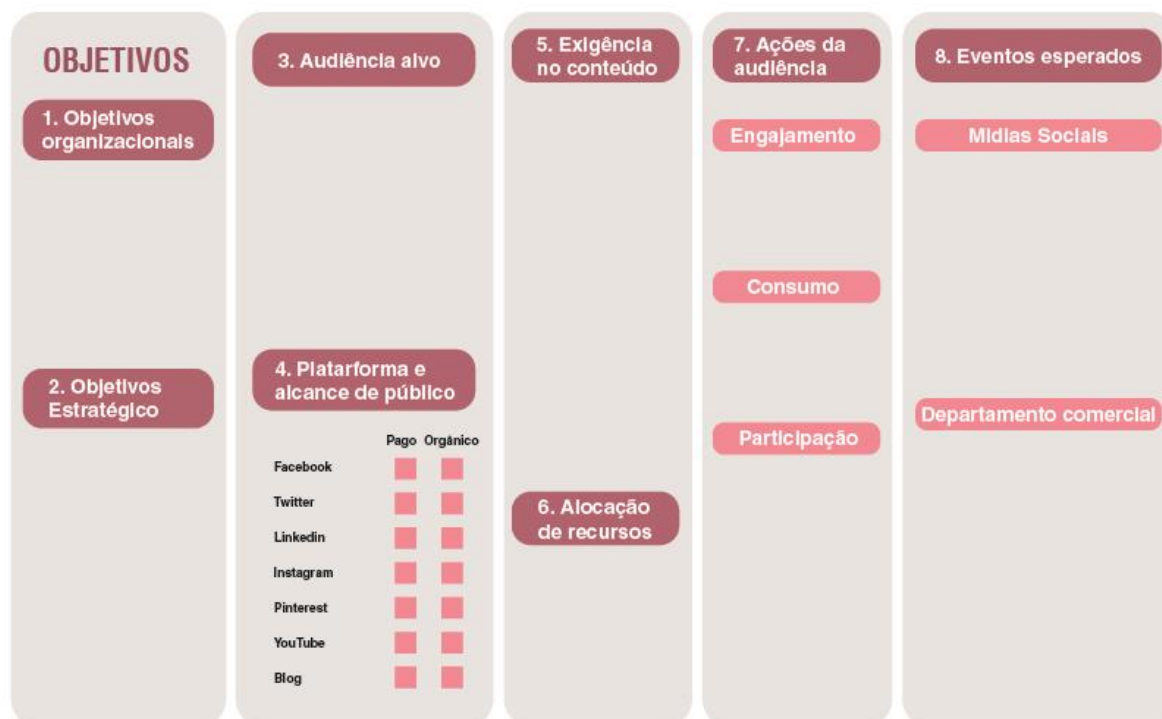 OBJETIVOS
1. Objetivos
organizacionais
2. Objetivos
Estratégico
3. Audiência alvo
4. Platarforma e
alcance de público
Pago Orgânico
Facebook
Twitter
Linkedin
Instagram
Pinterest
YouTube
Blog
5. Exigência
no conteúdo
6. Alocação
de recursos
7. Ações da
audiência
Engajamento
Consumo
Participação
8. Eventos esperados
Midias Sociais
Departamento comercial